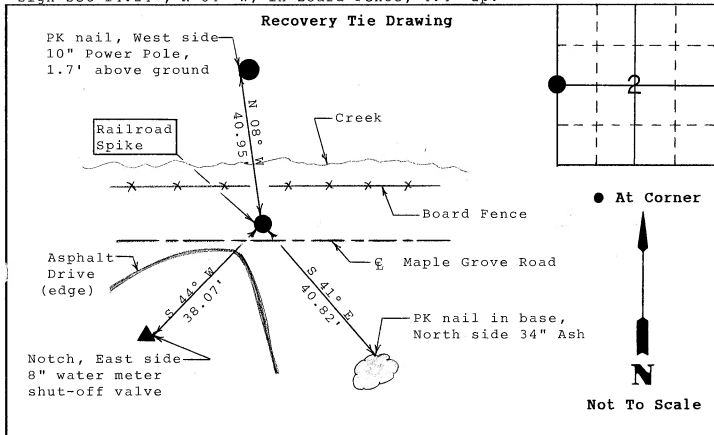 Recovery Tie Drawing
PK nail, West side
10" Power Pole,
1.7' above ground
2
N 08° W
40.95'
Creek
Railroad
Spike
Board Fence
At Corner
Asphalt
Drive
(edge)
℄ Maple Grove Road
S 44° W
38.07'
S 41° E
40.82'
PK nail in base,
North side 34" Ash
Notch, East side
8" water meter
shut-off valve
N
Not To Scale